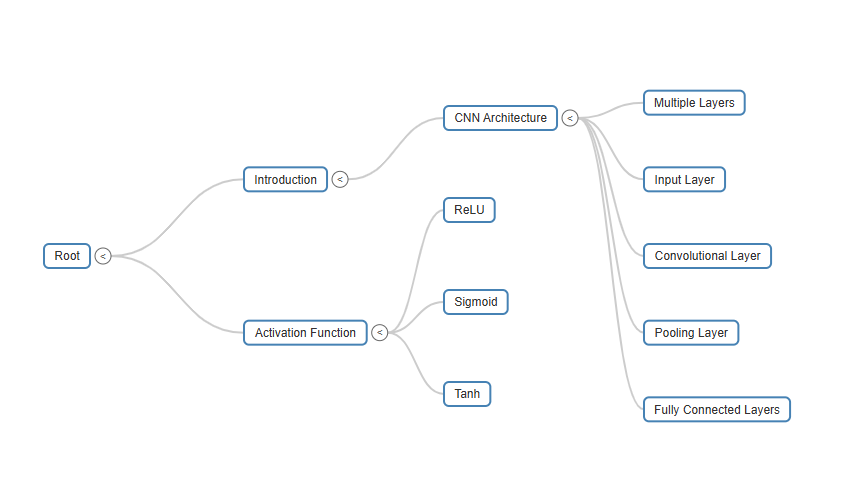 Root
<
Introduction
<
CNN Architecture
<
Multiple Layers
Input Layer
Convolutional Layer
Pooling Layer
Fully Connected Layers
Activation Function
<
ReLU
Sigmoid
Tanh